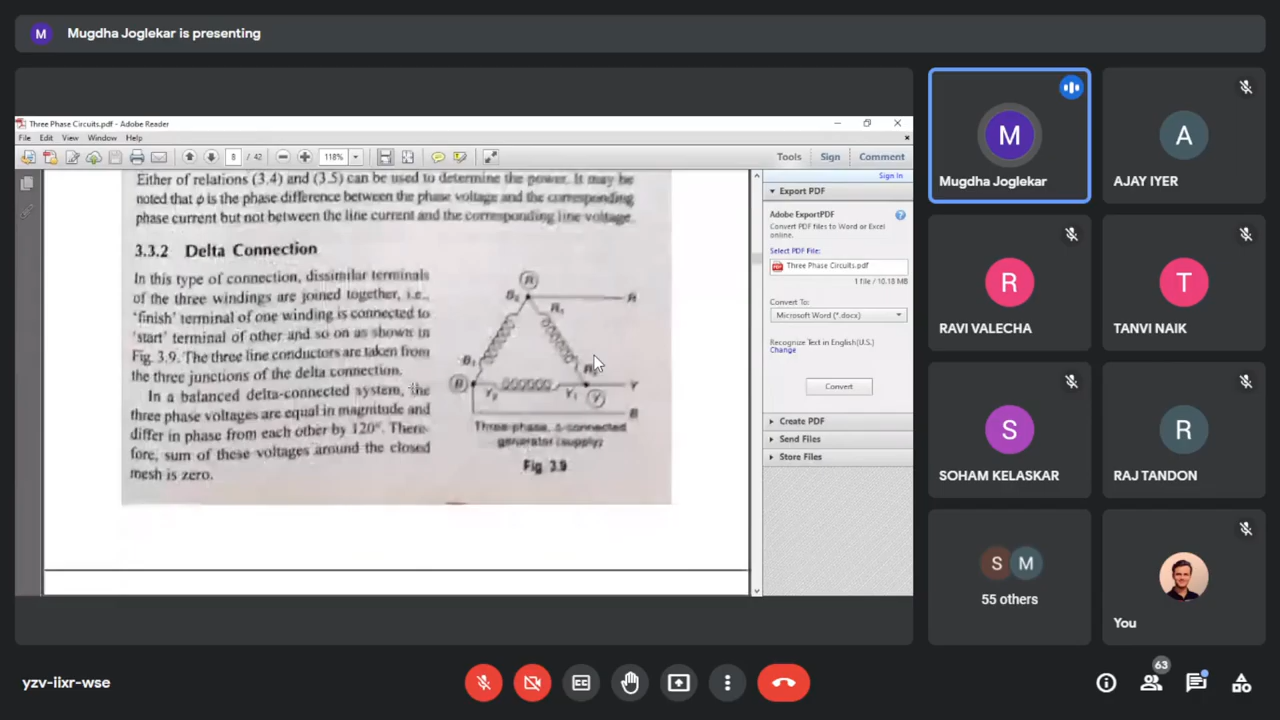 M Mugdha Joglekar is presenting
Three Phase Circuits.pdf - Adobe Reader
File Edit View Window Help
8 / 42 118% Tools Sign Comment
Either of relations (3.4) and (3.5) can be used to determine the power. It may be
noted that ϕ is the phase difference between the phase voltage and the corresponding
phase current but not between the line current and the corresponding line voltage.
3.3.2 Delta Connection
In this type of connection, dissimilar terminals
of the three windings are joined together, i.e.,
'finish' terminal of one winding is connected to
'start' terminal of other and so on as shown in
Fig. 3.9. The three line conductors are taken from
the three junctions of the delta connection.
In a balanced delta-connected system, the
three phase voltages are equal in magnitude and
differ in phase from each other by 120°. There-
fore, sum of these voltages around the closed
mesh is zero.
R
B₂ R
R₁
B₁
B Y₂ Y₁ Y Y
B
Three-phase, Δ-connected
generator (supply)
Fig 3.9
Sign In
Export PDF
Adobe ExportPDF
Convert PDF files to Word or Excel
online.
Select PDF File:
Three Phase Circuits.pdf
1 file / 10.18 MB
Convert To:
Microsoft Word (*.docx)
Recognize Text in English(U.S.)
Change
Convert
Create PDF
Send Files
Store Files
M
Mugdha Joglekar
A
AJAY IYER
R
RAVI VALECHA
T
TANVI NAIK
S
SOHAM KELASKAR
R
RAJ TANDON
S M
55 others
You
yzv-iixr-wse
CC
63